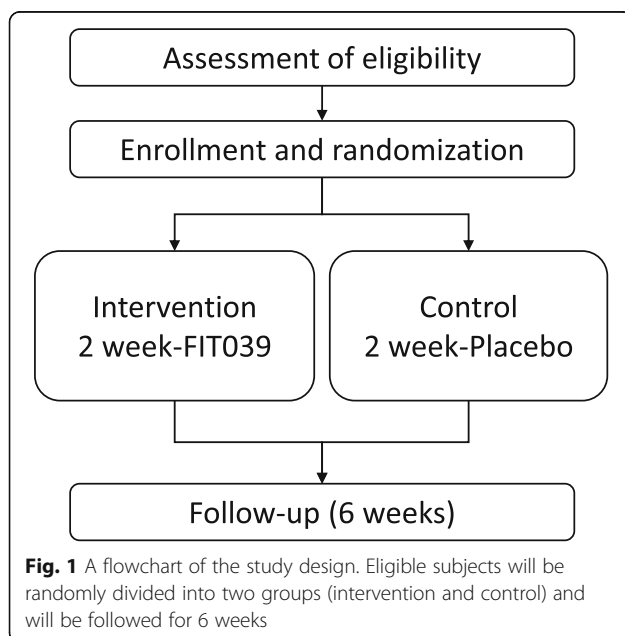 Assessment of eligibility
Enrollment and randomization
Intervention
2 week-FIT039
Control
2 week-Placebo
Follow-up (6 weeks)
Fig. 1 A flowchart of the study design. Eligible subjects will be
randomly divided into two groups (intervention and control) and
will be followed for 6 weeks